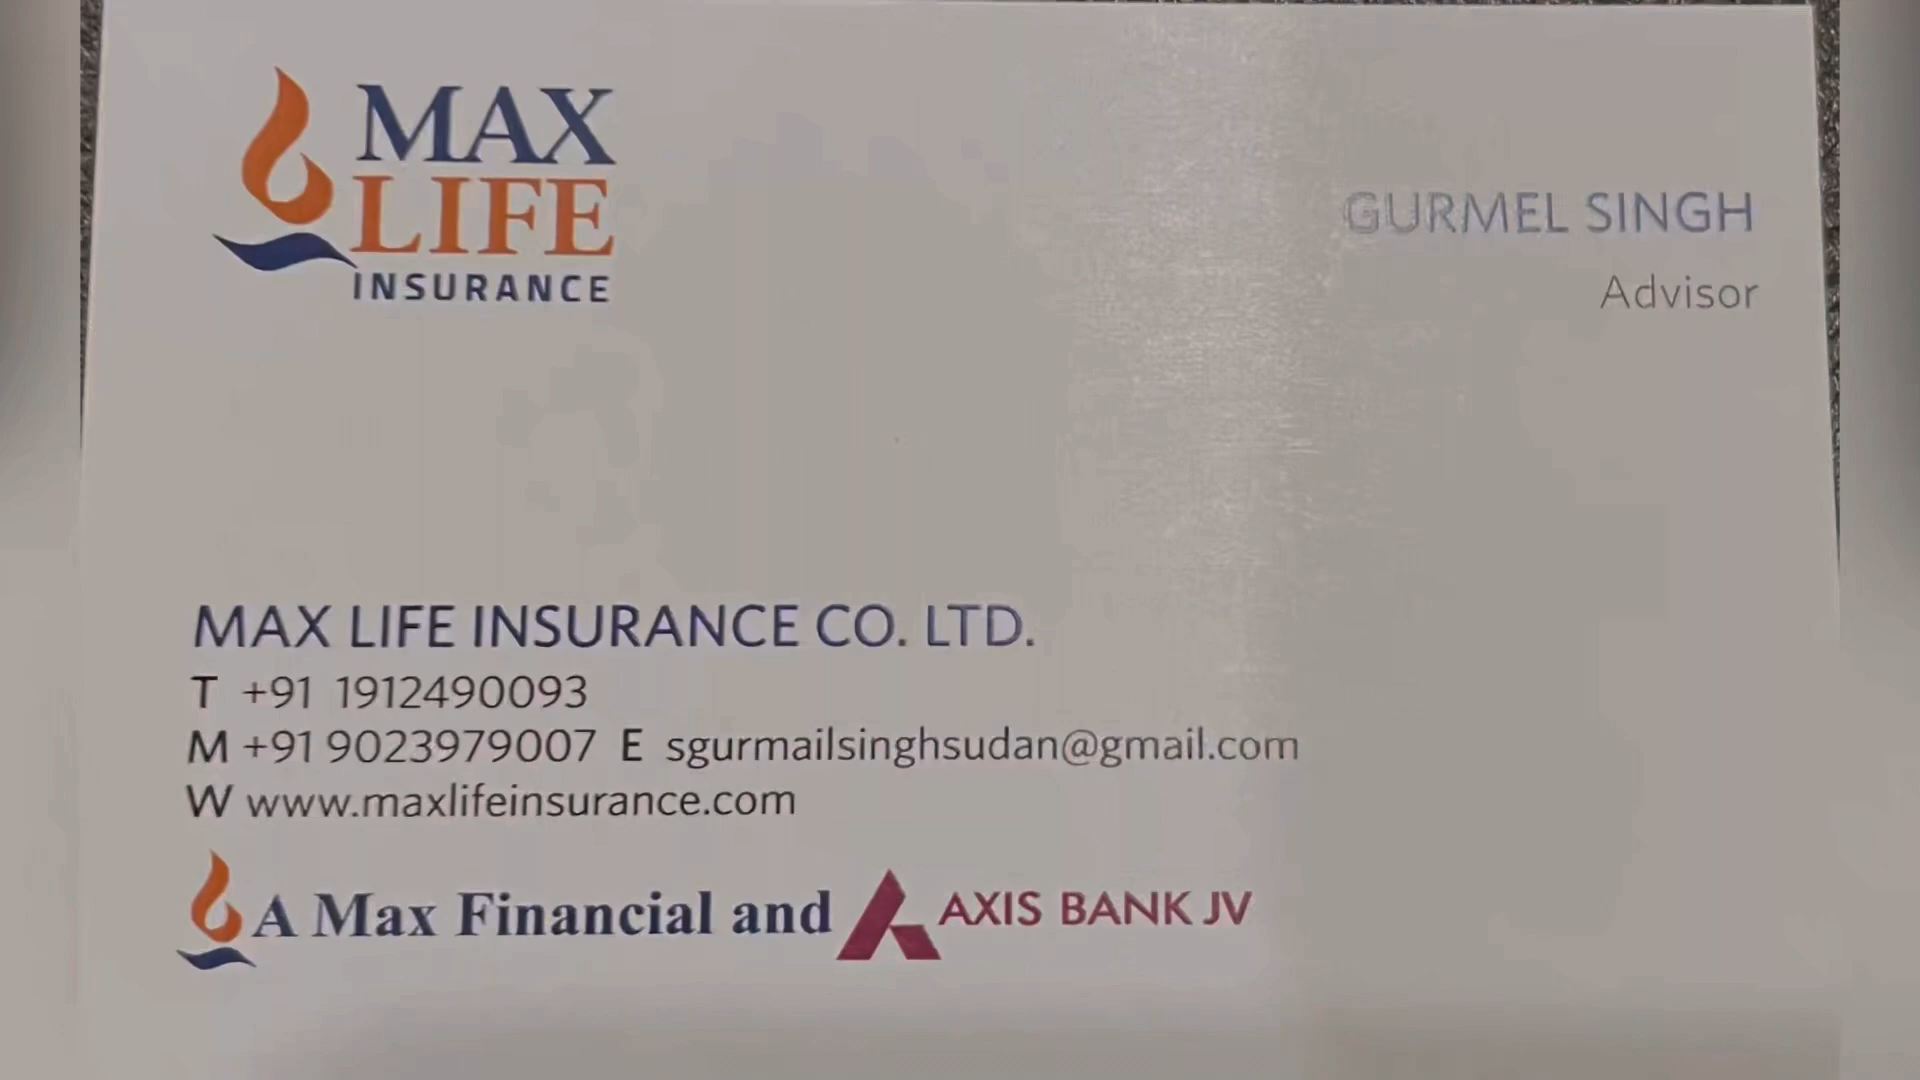 MAX
LIFE
INSURANCE
GURMEL SINGH
Advisor
MAX LIFE INSURANCE CO. LTD.
T +91 1912490093
M +91 9023979007 E sgurmailsinghsudan@gmail.com
W www.maxlifeinsurance.com
A Max Financial and AXIS BANK JV